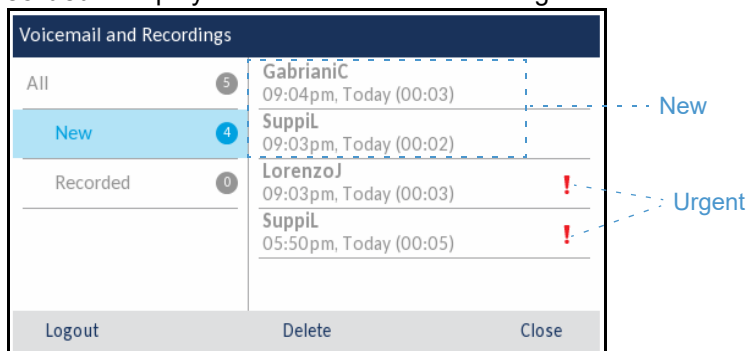 Voicemail and Recordings
All 5
New 4
Recorded 0
GabrianiC
09:04pm, Today (00:03)
SuppiL
09:03pm, Today (00:02)
LorenzoJ
09:03pm, Today (00:03) !
SuppiL
05:50pm, Today (00:05) !
New
Urgent
Logout Delete Close